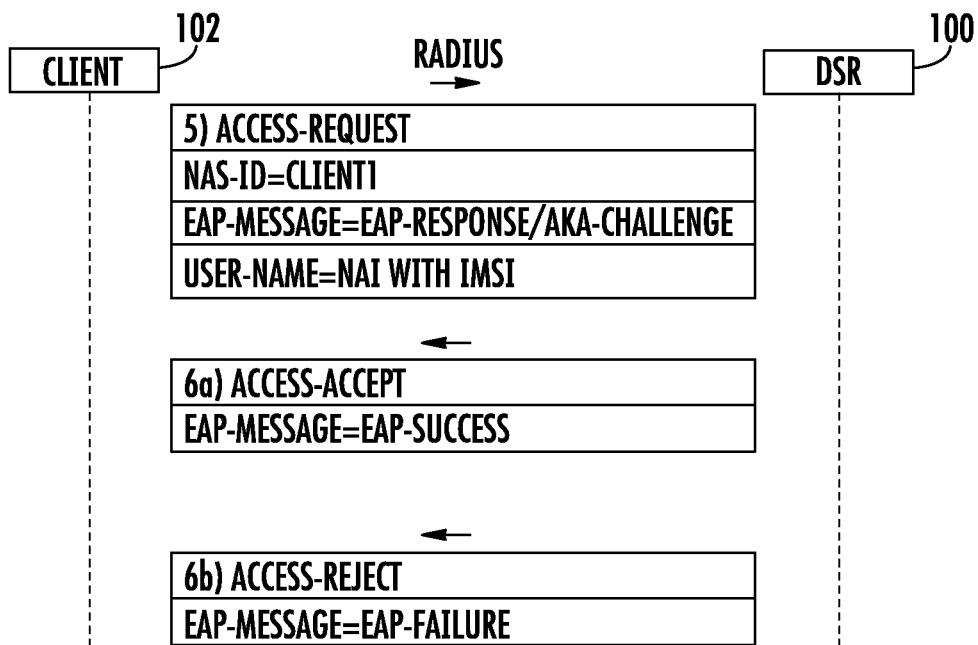 102
100
CLIENT
RADIUS
DSR
5) ACCESS-REQUEST
NAS-ID=CLIENT1
EAP-MESSAGE=EAP-RESPONSE/AKA-CHALLENGE
USER-NAME=NAI WITH IMSI
6a) ACCESS-ACCEPT
EAP-MESSAGE=EAP-SUCCESS
6b) ACCESS-REJECT
EAP-MESSAGE=EAP-FAILURE